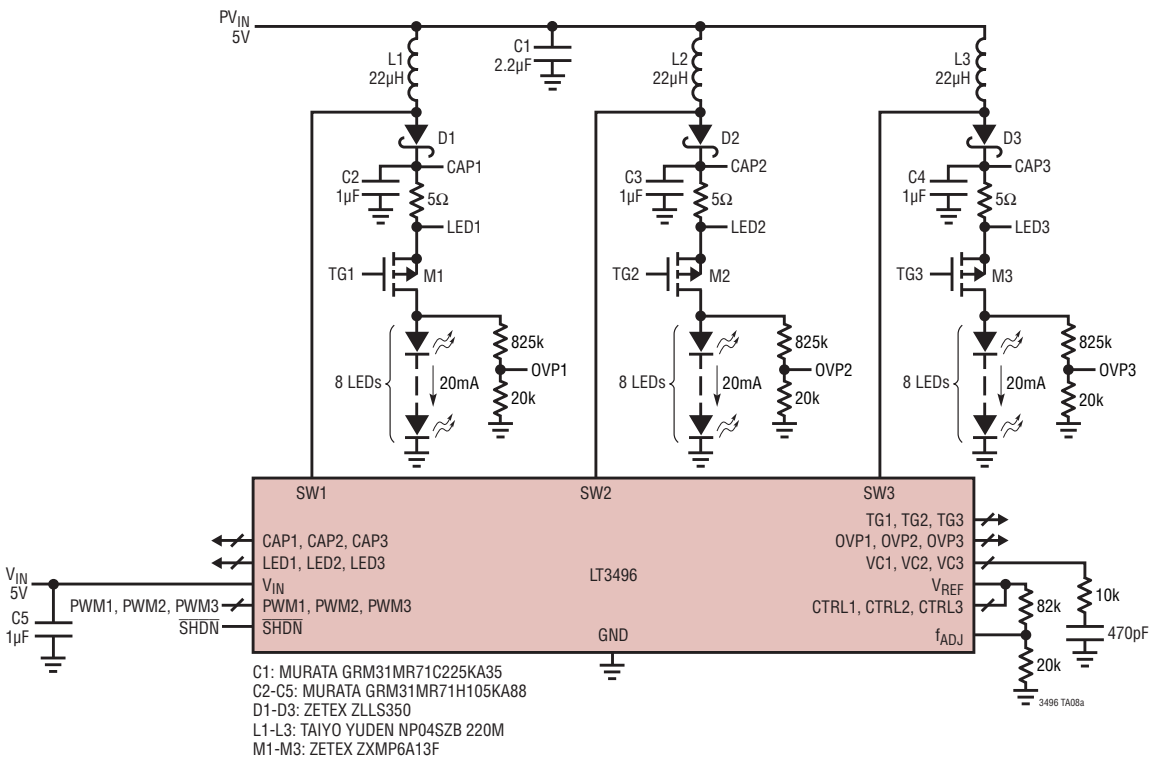 PVIN
5V
L1
22µH
C1
2.2µF
L2
22µH
L3
22µH
D1
D2
D3
CAP1
CAP2
CAP3
C2
1µF
C3
1µF
C4
1µF
5Ω
5Ω
5Ω
LED1
LED2
LED3
TG1
M1
TG2
M2
TG3
M3
825k
825k
825k
8 LEDs
20mA
OVP1
8 LEDs
20mA
OVP2
8 LEDs
20mA
OVP3
20k
20k
20k
SW1
SW2
SW3
TG1, TG2, TG3
CAP1, CAP2, CAP3
OVP1, OVP2, OVP3
LED1, LED2, LED3
VC1, VC2, VC3
LT3496
VIN
5V
VIN
VREF
10k
C5
1µF
PWM1, PWM2, PWM3
PWM1, PWM2, PWM3
CTRL1, CTRL2, CTRL3
82k
SHDN
SHDN
GND
fADJ
470pF
20k
3496 TA08a
C1: MURATA GRM31MR71C225KA35
C2-C5: MURATA GRM31MR71H105KA88
D1-D3: ZETEX ZLLS350
L1-L3: TAIYO YUDEN NP04SZB 220M
M1-M3: ZETEX ZXMP6A13F